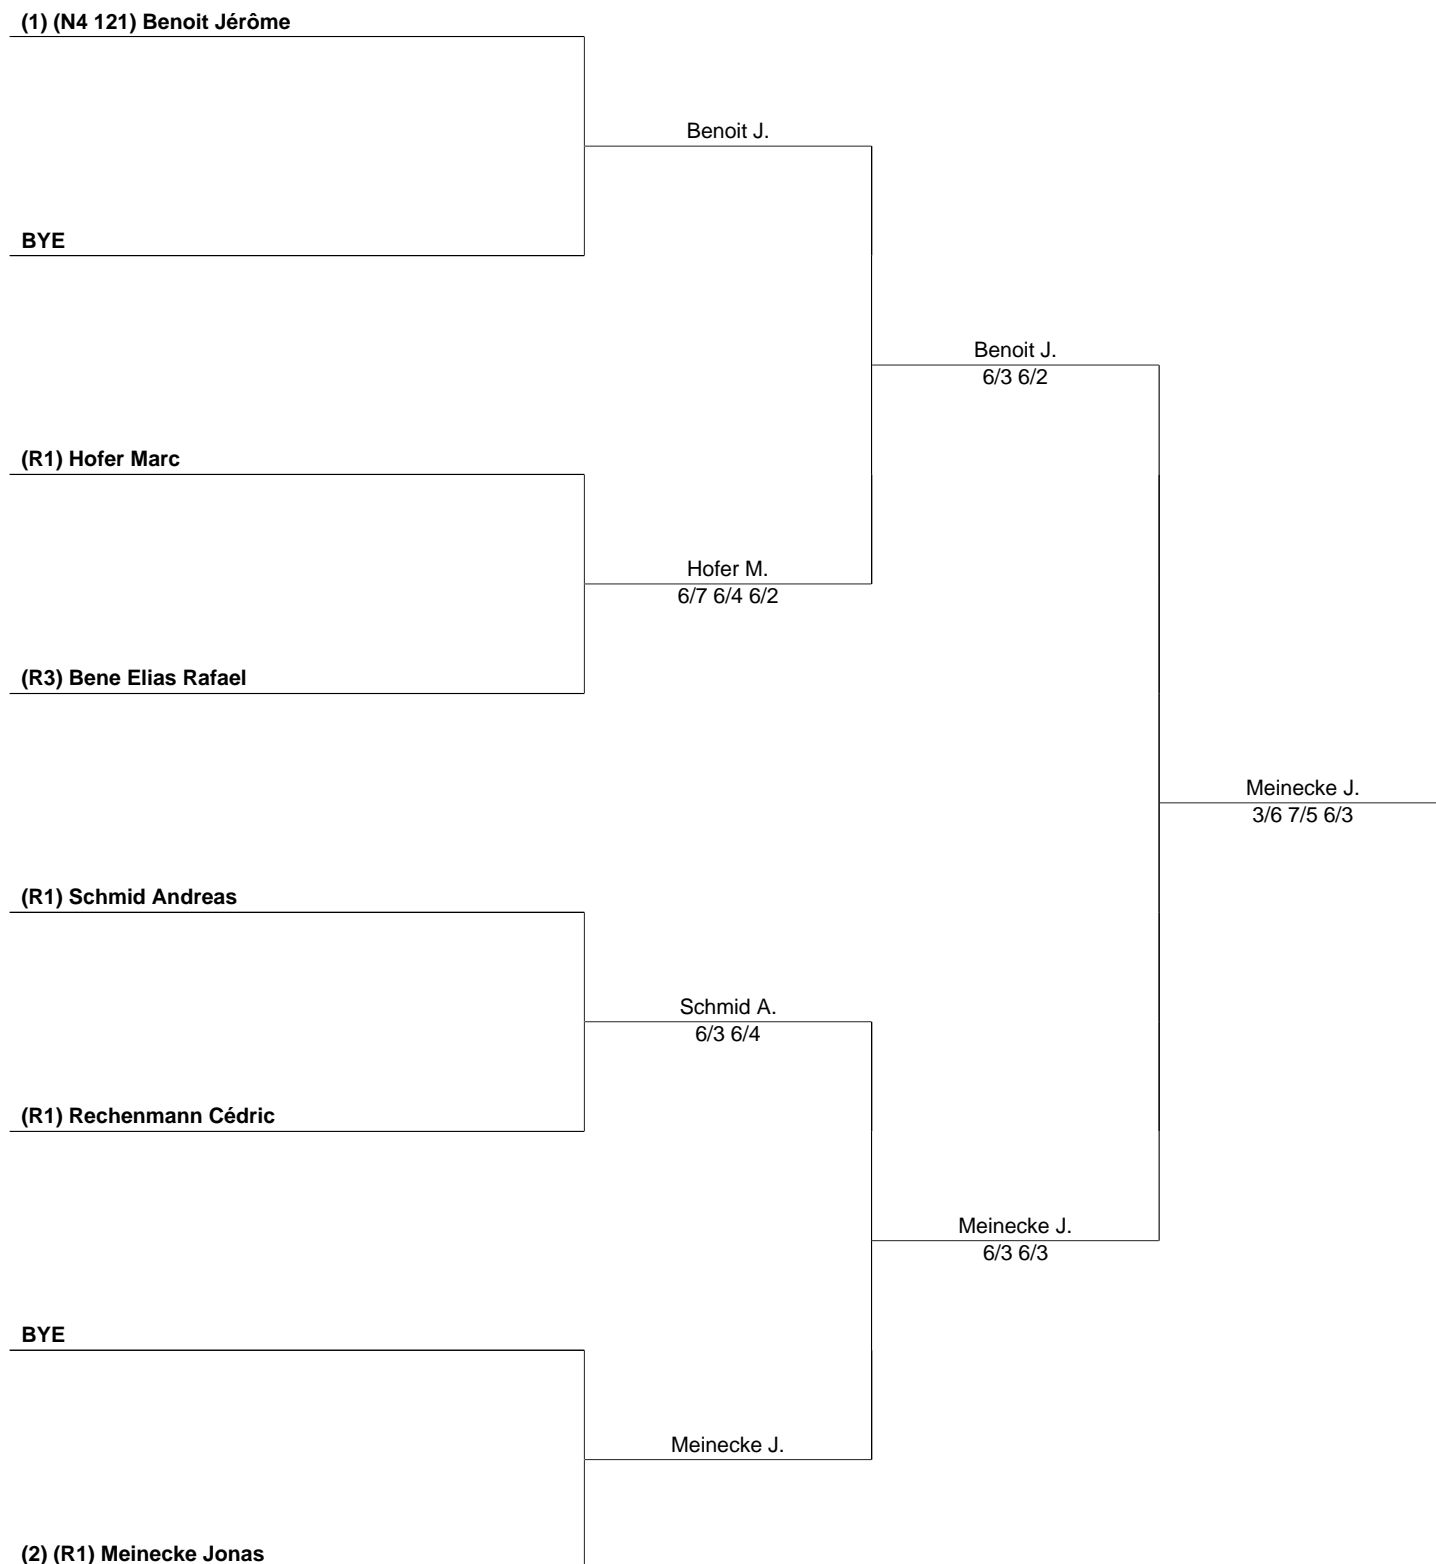 (1) (N4 121) Benoit Jérôme
Benoit J.
BYE
Benoit J.
6/3 6/2
(R1) Hofer Marc
Hofer M.
6/7 6/4 6/2
(R3) Bene Elias Rafael
Meinecke J.
3/6 7/5 6/3
(R1) Schmid Andreas
Schmid A.
6/3 6/4
(R1) Rechenmann Cédric
Meinecke J.
6/3 6/3
BYE
Meinecke J.
(2) (R1) Meinecke Jonas